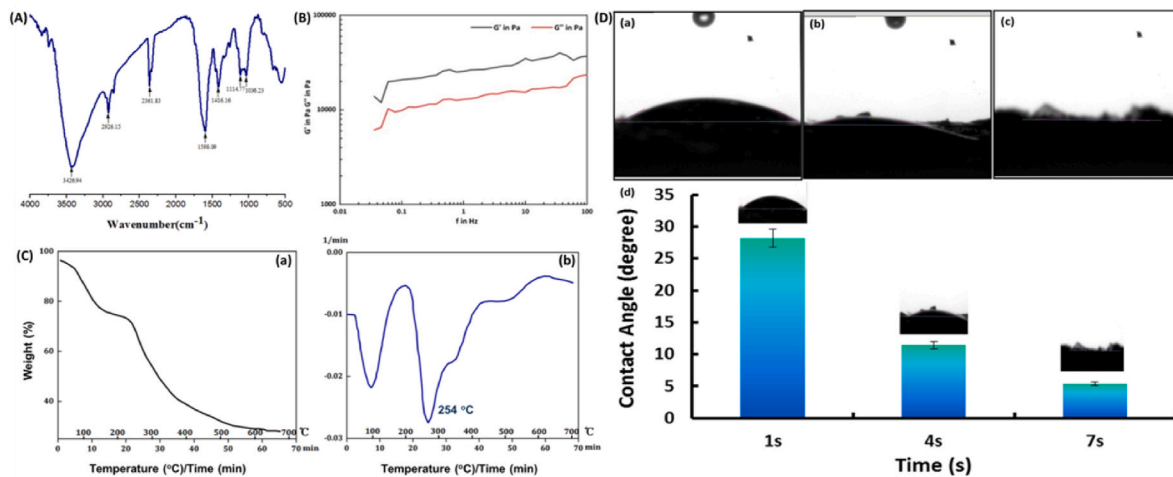 (A)
3426.94
2926.15
2361.83
1588.09
1416.16
1114.77
1036.23
4000 3500 3000 2500 2000 1500 1000 500
Wavenumber(cm-1)
(B)
G' in Pa G'' in Pa
100000
10000
1000
G' in Pa G'' in Pa
0.01 0.1 1 10 100
f in Hz
(C)
(a)
Weight (%)
100
80
60
40
100 200 300 400 500 600 700 ℃
0 10 20 30 40 50 60 70 min
Temperature (oC)/Time (min)
1/min
(b)
0.00
-0.01
-0.02
-0.03
254 oC
100 200 300 400 500 600 700 ℃
0 10 20 30 40 50 60 70 min
Temperature (oC)/Time (min)
(D)
(a)
(b)
(c)
(d)
Contact Angle (degree)
35
30
25
20
15
10
5
0
1s 4s 7s
Time (s)